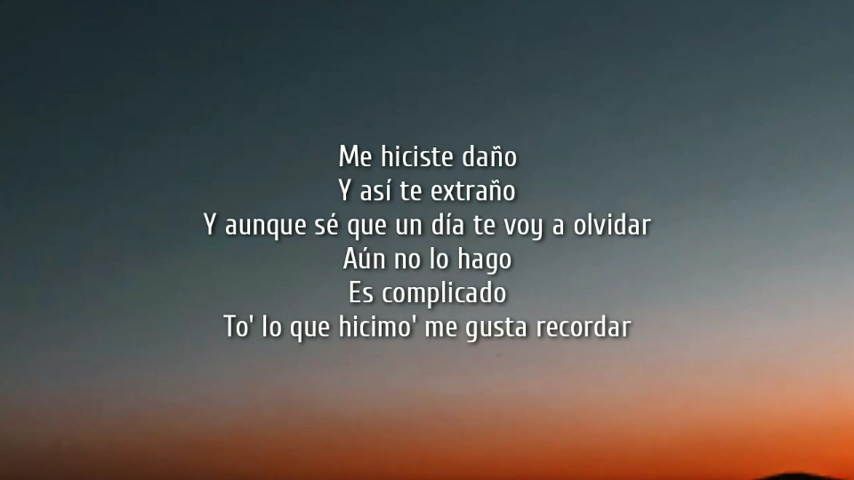 Me hiciste daño
Y así te extraño
Y aunque sé que un día te voy a olvidar
Aún no lo hago
Es complicado
To' lo que hicimo' me gusta recordar